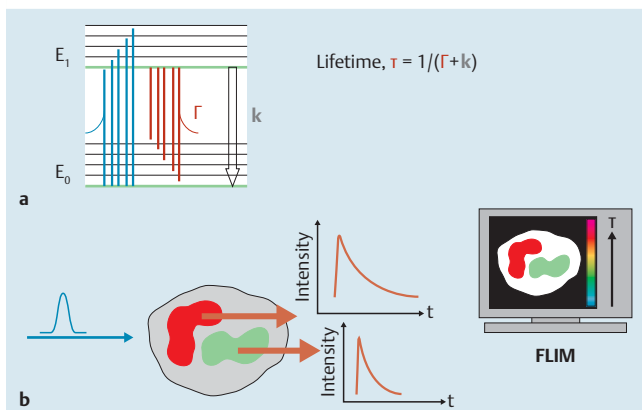 E1
Lifetime, τ = 1/(Γ+k)
Γ
k
E0
a
Intensity
t
τ
Intensity
t
FLIM
b